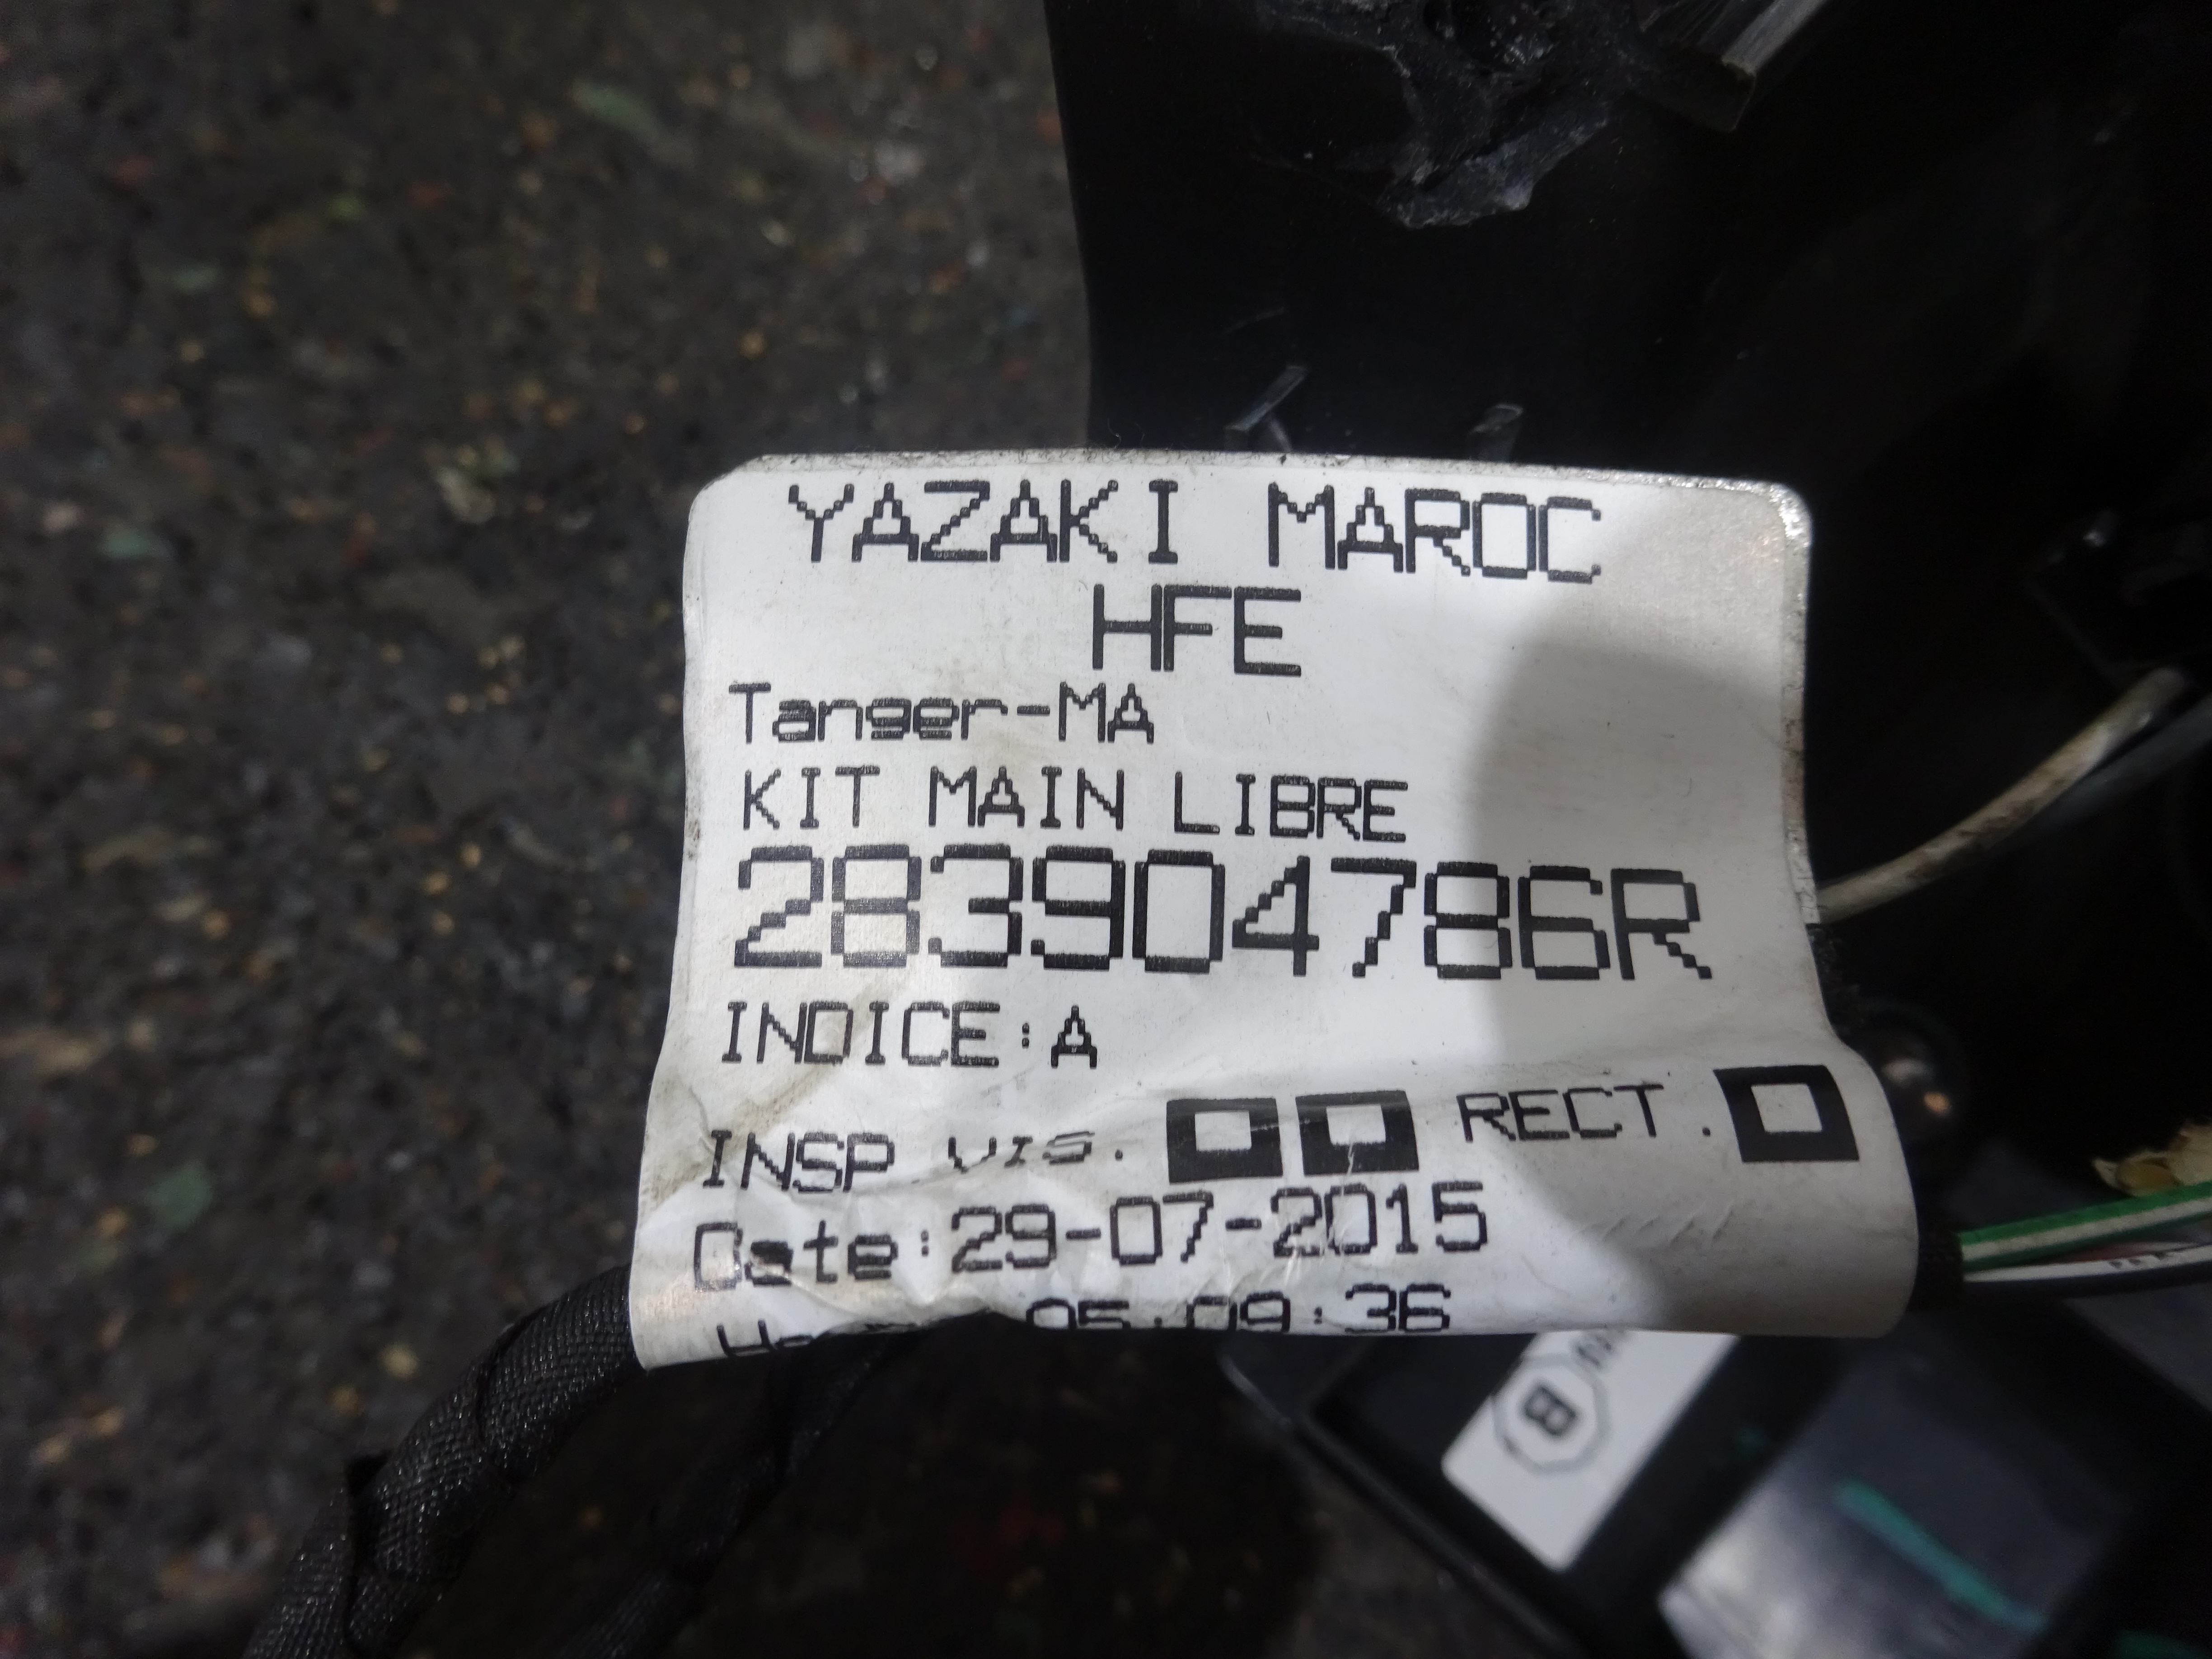 YAZAKI MAROC
HFE
Tanger-MA
KIT MAIN LIBRE
283904786R
INDICE:A
INSP VIS. RECT.
Date:29-07-2015
05:09:36
B